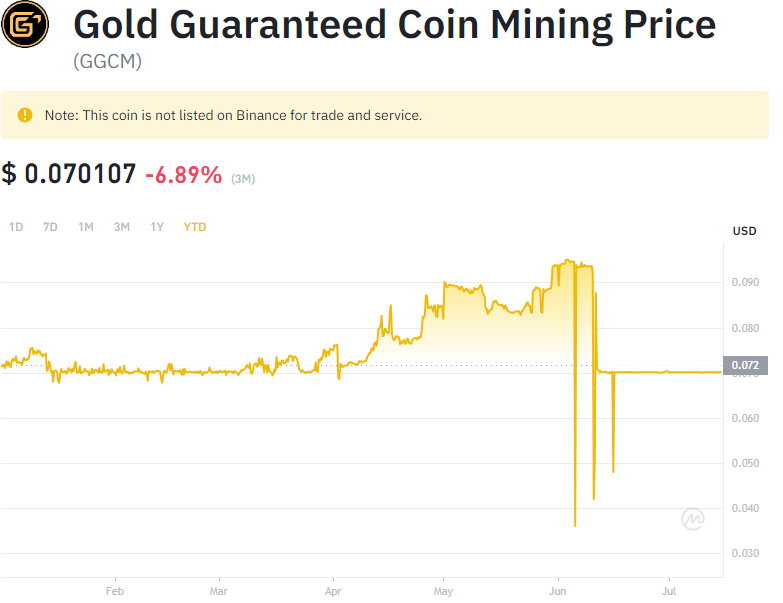 Gold Guaranteed Coin Mining Price
(GGCM)
Note: This coin is not listed on Binance for trade and service.
$ 0.070107 -6.89% (3M)
1D 7D 1M 3M 1Y YTD
USD
0.090
0.080
0.072
0.060
0.050
0.040
0.030
Feb Mar Apr May Jun Jul